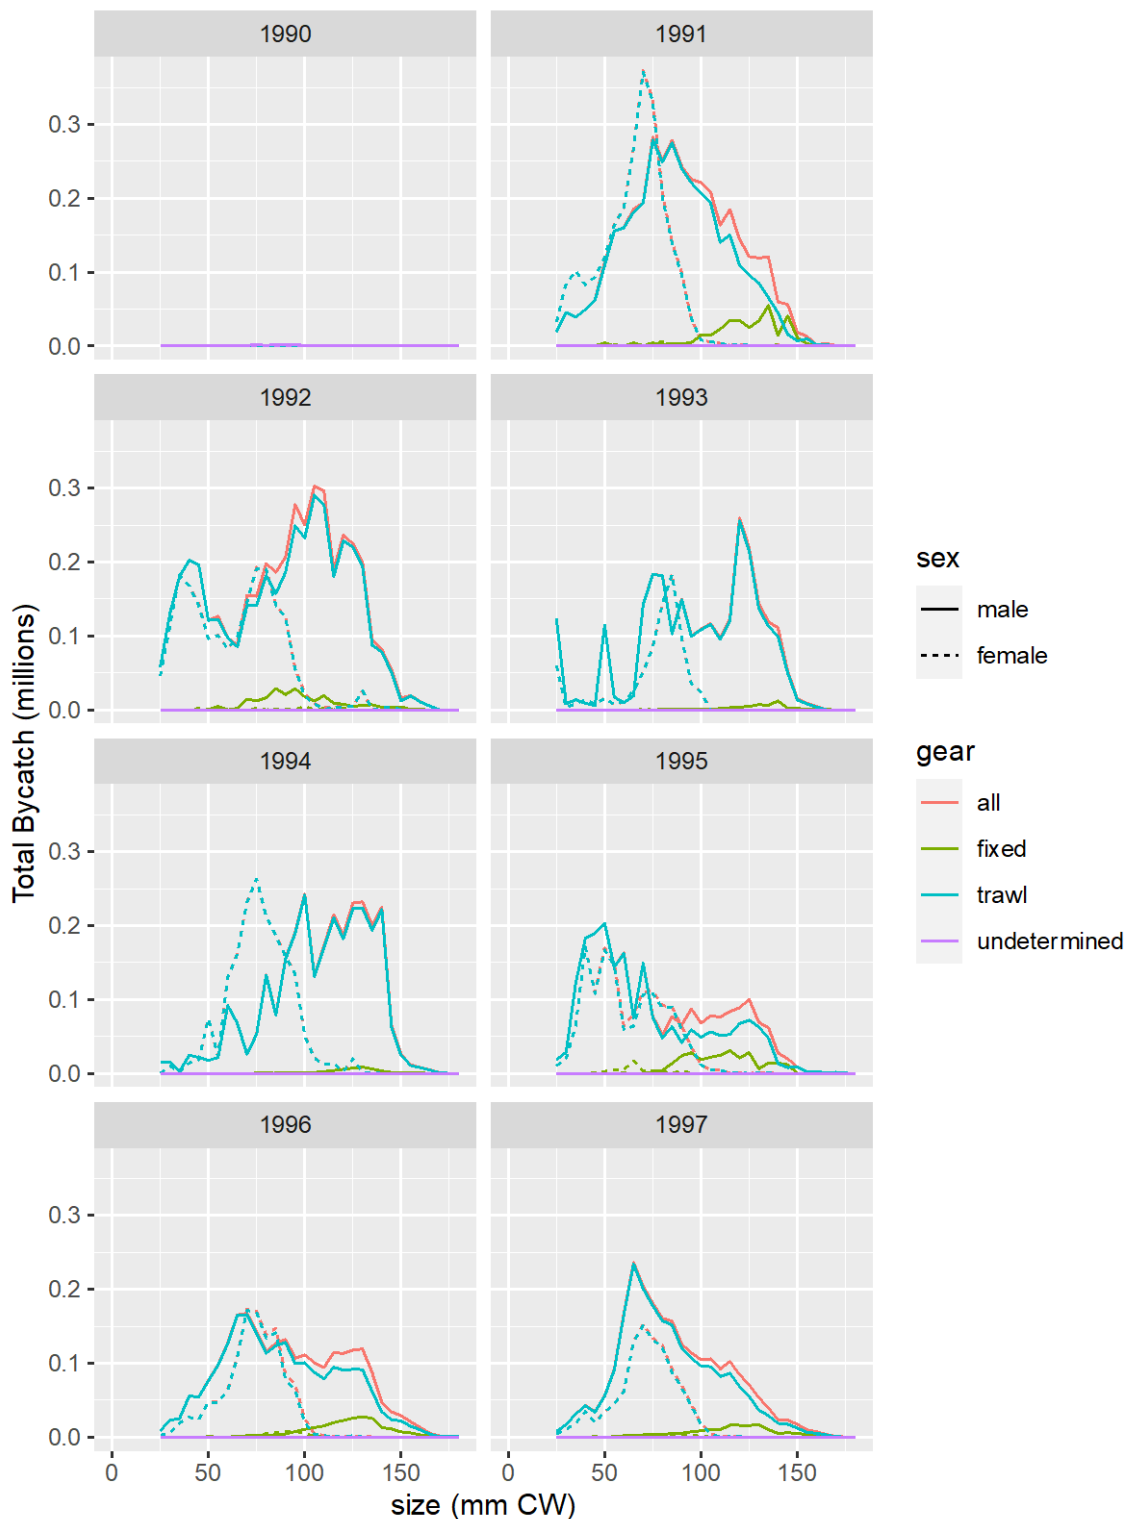 1990 1991
0.3
0.2
0.1
0.0
1992 1993
0.3
0.2
0.1
0.0
1994 1995
0.3
0.2
0.1
0.0
1996 1997
0.3
0.2
0.1
0.0
0 50 100 150 0 50 100 150
size (mm CW)
Total Bycatch (millions)
sex
male
female
gear
all
fixed
trawl
undetermined